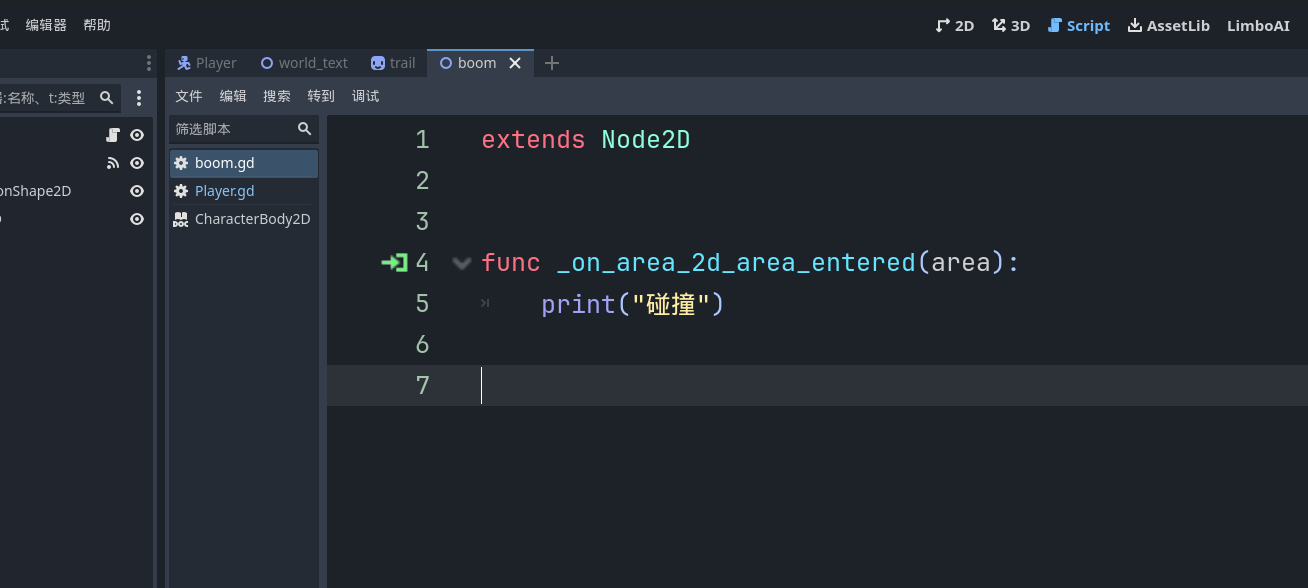 试 编辑器 帮助 2D 3D Script AssetLib LimboAI
Player world_text trail boom
文件 编辑 搜索 转到 调试
:名称、t:类型
筛选脚本
boom.gd
Player.gd
onShape2D
CharacterBody2D
DOC
1 extends Node2D
2
3
4 func _on_area_2d_area_entered(area):
5 print("碰撞")
6
7